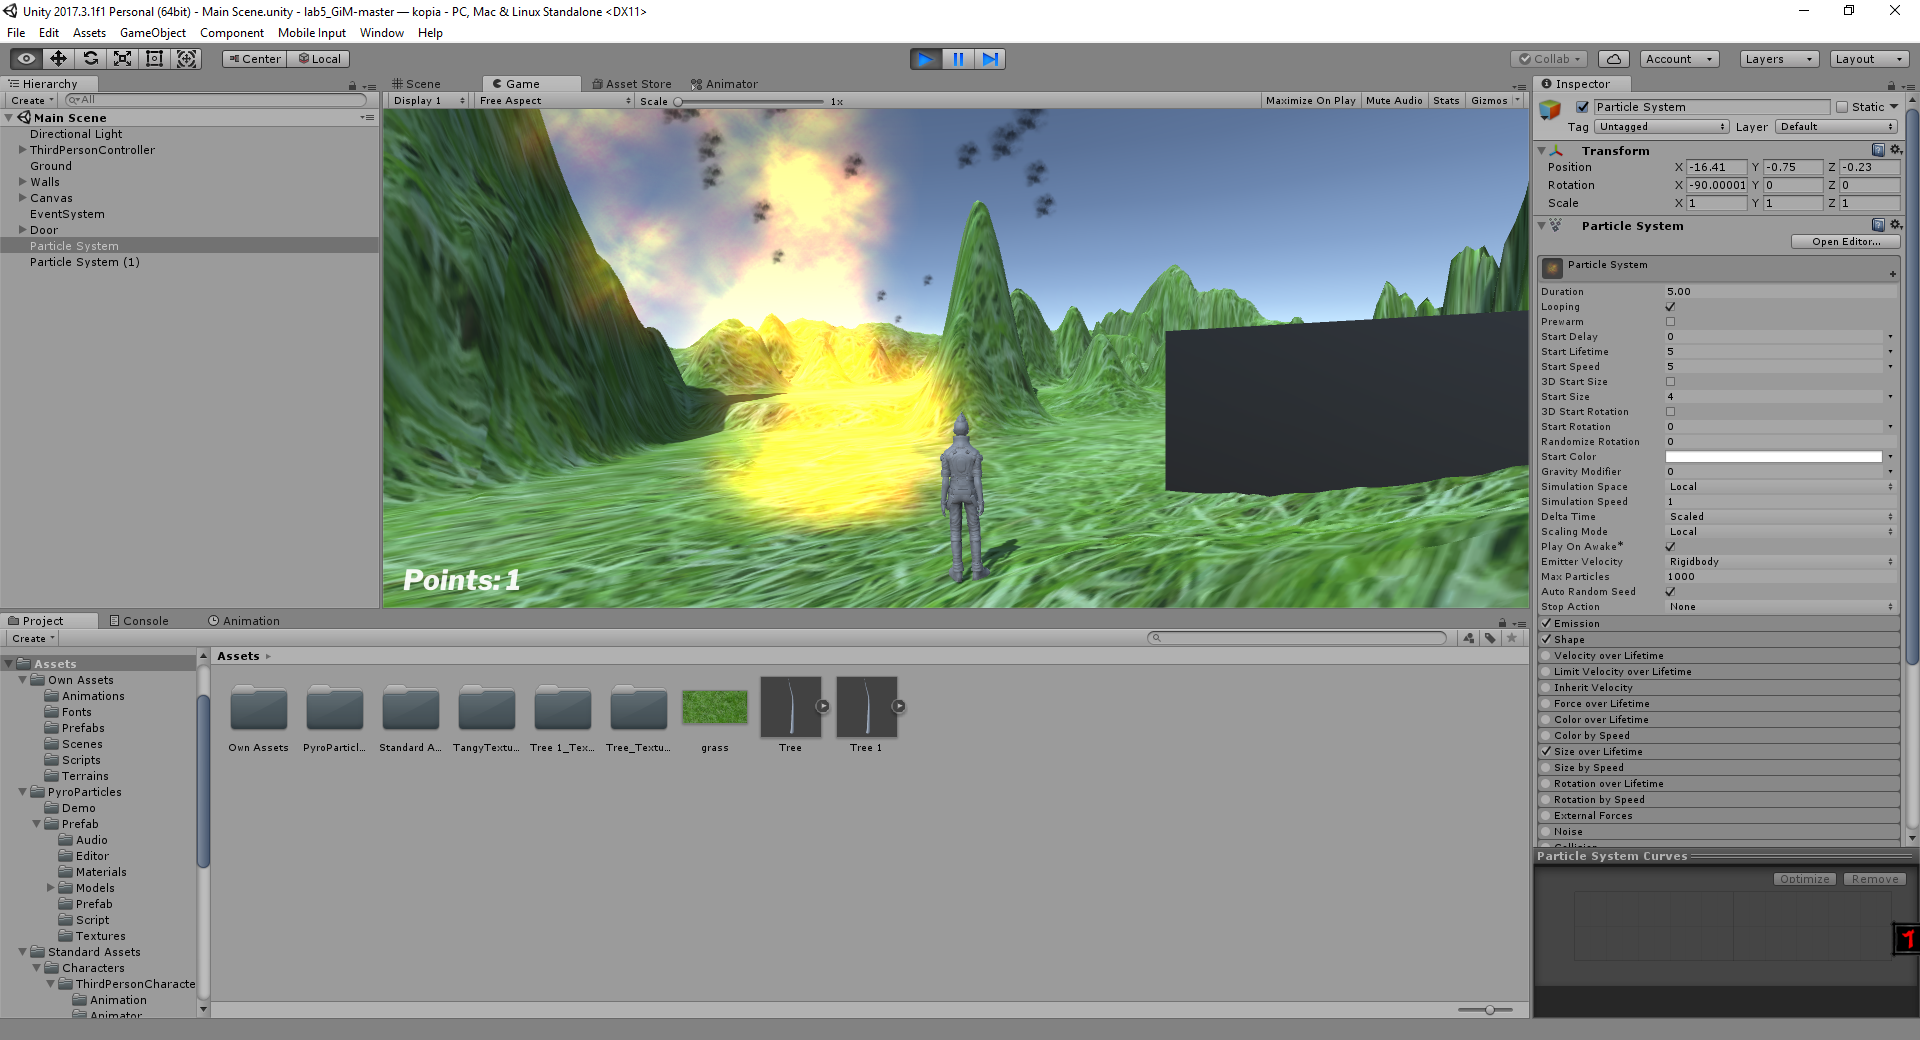 Unity 2017.3.1f1 Personal (64bit) - Main Scene.unity - lab5_GiM-master — kopia - PC, Mac & Linux Standalone <DX11>
File Edit Assets GameObject Component Mobile Input Window Help
Center Local
Collab Account Layers Layout
Hierarchy
Create All
Main Scene
Directional Light
ThirdPersonController
Ground
Walls
Canvas
EventSystem
Door
Particle System
Particle System (1)
Scene Game Asset Store Animator
Display 1 Free Aspect Scale 1x Maximize On Play Mute Audio Stats Gizmos
Points: 1
Inspector
Particle System Static
Tag Untagged Layer Default
Transform
Position X -16.41 Y -0.75 Z -0.23
Rotation X -90.00001 Y 0 Z 0
Scale X 1 Y 1 Z 1
Particle System
Open Editor...
Particle System
Duration 5.00
Looping
Prewarm
Start Delay 0
Start Lifetime 5
Start Speed 5
3D Start Size
Start Size 4
3D Start Rotation
Start Rotation 0
Randomize Rotation 0
Start Color
Gravity Modifier 0
Simulation Space Local
Simulation Speed 1
Delta Time Scaled
Scaling Mode Local
Play On Awake*
Emitter Velocity Rigidbody
Max Particles 1000
Auto Random Seed
Stop Action None
Emission
Shape
Velocity over Lifetime
Limit Velocity over Lifetime
Inherit Velocity
Force over Lifetime
Color over Lifetime
Color by Speed
Size over Lifetime
Size by Speed
Rotation over Lifetime
Rotation by Speed
External Forces
Noise
Collision
Particle System Curves
Optimize Remove
Project Console Animation
Create
Assets
Own Assets
Animations
Fonts
Prefabs
Scenes
Scripts
Terrains
PyroParticles
Demo
Prefab
Audio
Editor
Materials
Models
Prefab
Script
Textures
Standard Assets
Characters
ThirdPersonCharacte
Animation
Animator
Assets
Own Assets PyroParticl... Standard A... TangyTextu... Tree 1_Tex... Tree_Textu... grass Tree Tree 1